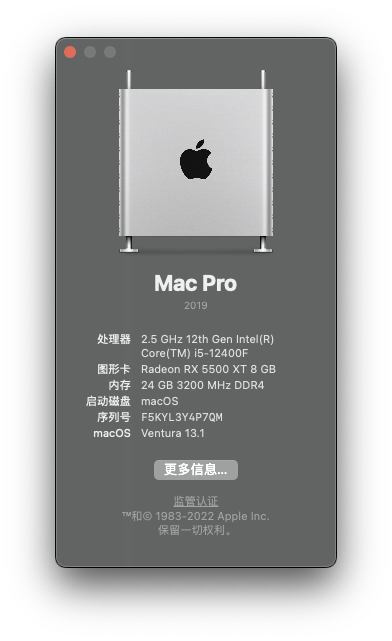 Mac Pro
2019
处理器 2.5 GHz 12th Gen Intel(R)
Core(TM) i5-12400F
图形卡 Radeon RX 5500 XT 8 GB
内存 24 GB 3200 MHz DDR4
启动磁盘 macOS
序列号 F5KYL3Y4P7QM
macOS Ventura 13.1
更多信息...
监管认证
™和© 1983-2022 Apple Inc.
保留一切权利。